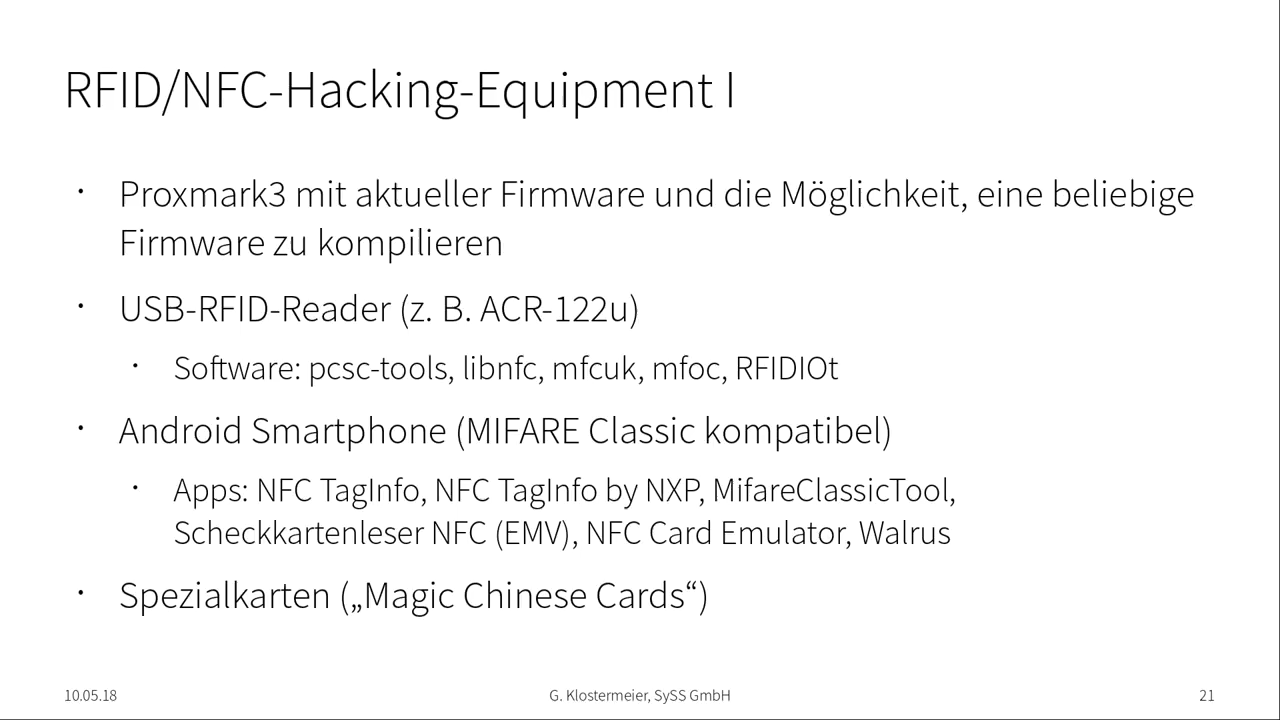 RFID/NFC-Hacking-Equipment I
· Proxmark3 mit aktueller Firmware und die Möglichkeit, eine beliebige
Firmware zu kompilieren
· USB-RFID-Reader (z. B. ACR-122u)
· Software: pcsc-tools, libnfc, mfcuk, mfoc, RFIDIOt
· Android Smartphone (MIFARE Classic kompatibel)
· Apps: NFC TagInfo, NFC TagInfo by NXP, MifareClassicTool,
Scheckkartenleser NFC (EMV), NFC Card Emulator, Walrus
· Spezialkarten („Magic Chinese Cards“)
10.05.18
G. Klostermeier, SySS GmbH
21